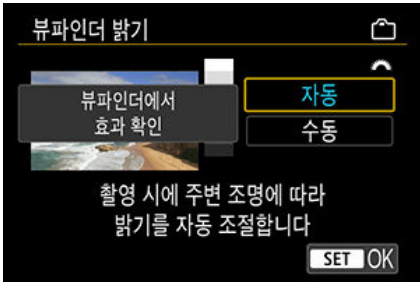 뷰파인더 밝기
자동
뷰파인더에서
효과 확인
수동
촬영 시에 주변 조명에 따라
밝기를 자동 조절합니다
SET OK